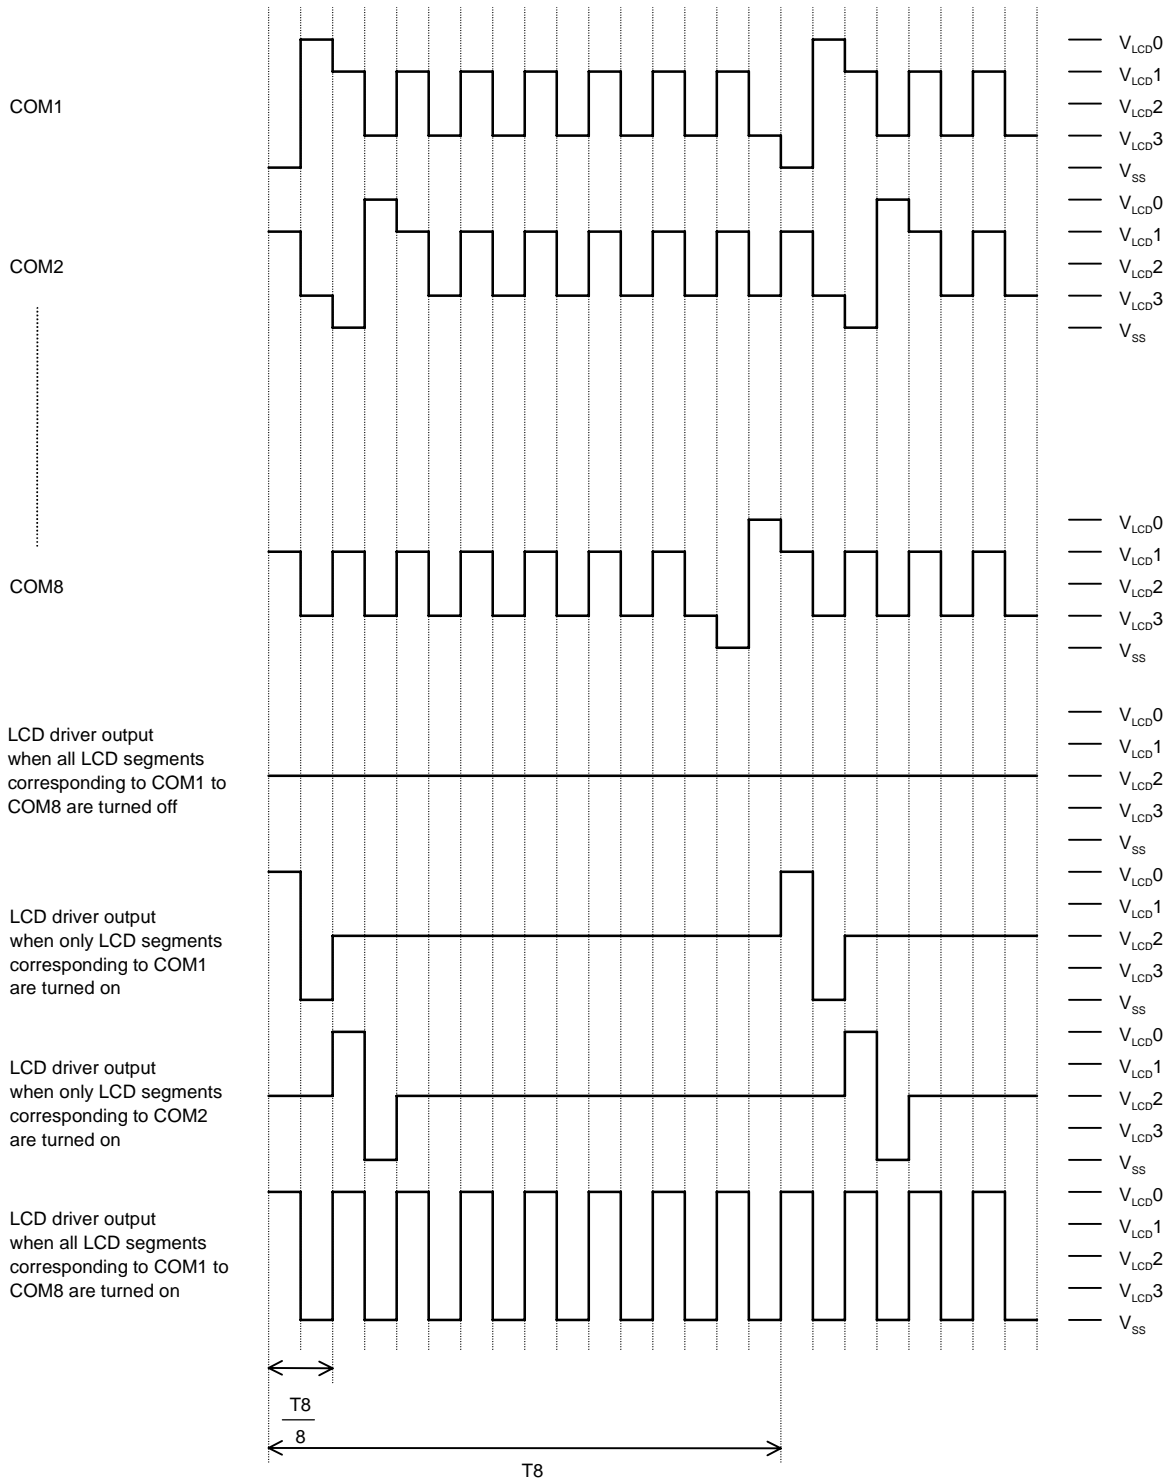 COM1
V_LCD0
V_LCD1
V_LCD2
V_LCD3
V_SS
COM2
V_LCD0
V_LCD1
V_LCD2
V_LCD3
V_SS
COM8
V_LCD0
V_LCD1
V_LCD2
V_LCD3
V_SS
LCD driver output
when all LCD segments
corresponding to COM1 to
COM8 are turned off
V_LCD0
V_LCD1
V_LCD2
V_LCD3
V_SS
LCD driver output
when only LCD segments
corresponding to COM1
are turned on
V_LCD0
V_LCD1
V_LCD2
V_LCD3
V_SS
LCD driver output
when only LCD segments
corresponding to COM2
are turned on
V_LCD0
V_LCD1
V_LCD2
V_LCD3
V_SS
LCD driver output
when all LCD segments
corresponding to COM1 to
COM8 are turned on
V_LCD0
V_LCD1
V_LCD2
V_LCD3
V_SS
T8
8
T8